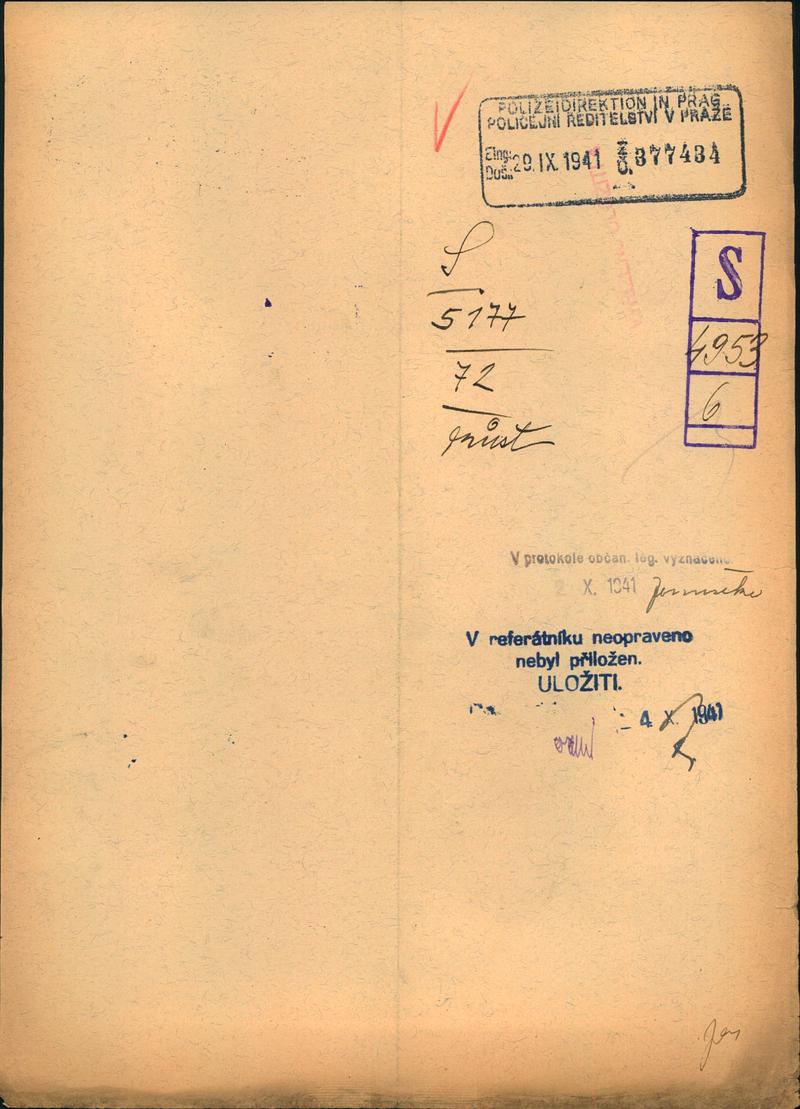 POLIZEIDIREKTION IN PRAG
POLICEJNÍ ŘEDITELSTVÍ V PRAZE
Eing.:
Došlo:
29. IX. 1941 Z. Č. 377434
S
5177
72
S
4953
6
V protokole občan. leg. vyznačeno.
2 X. 1941
V referátníku neopraveno
nebyl přiložen.
ULOŽITI.
- 4 X. 1941